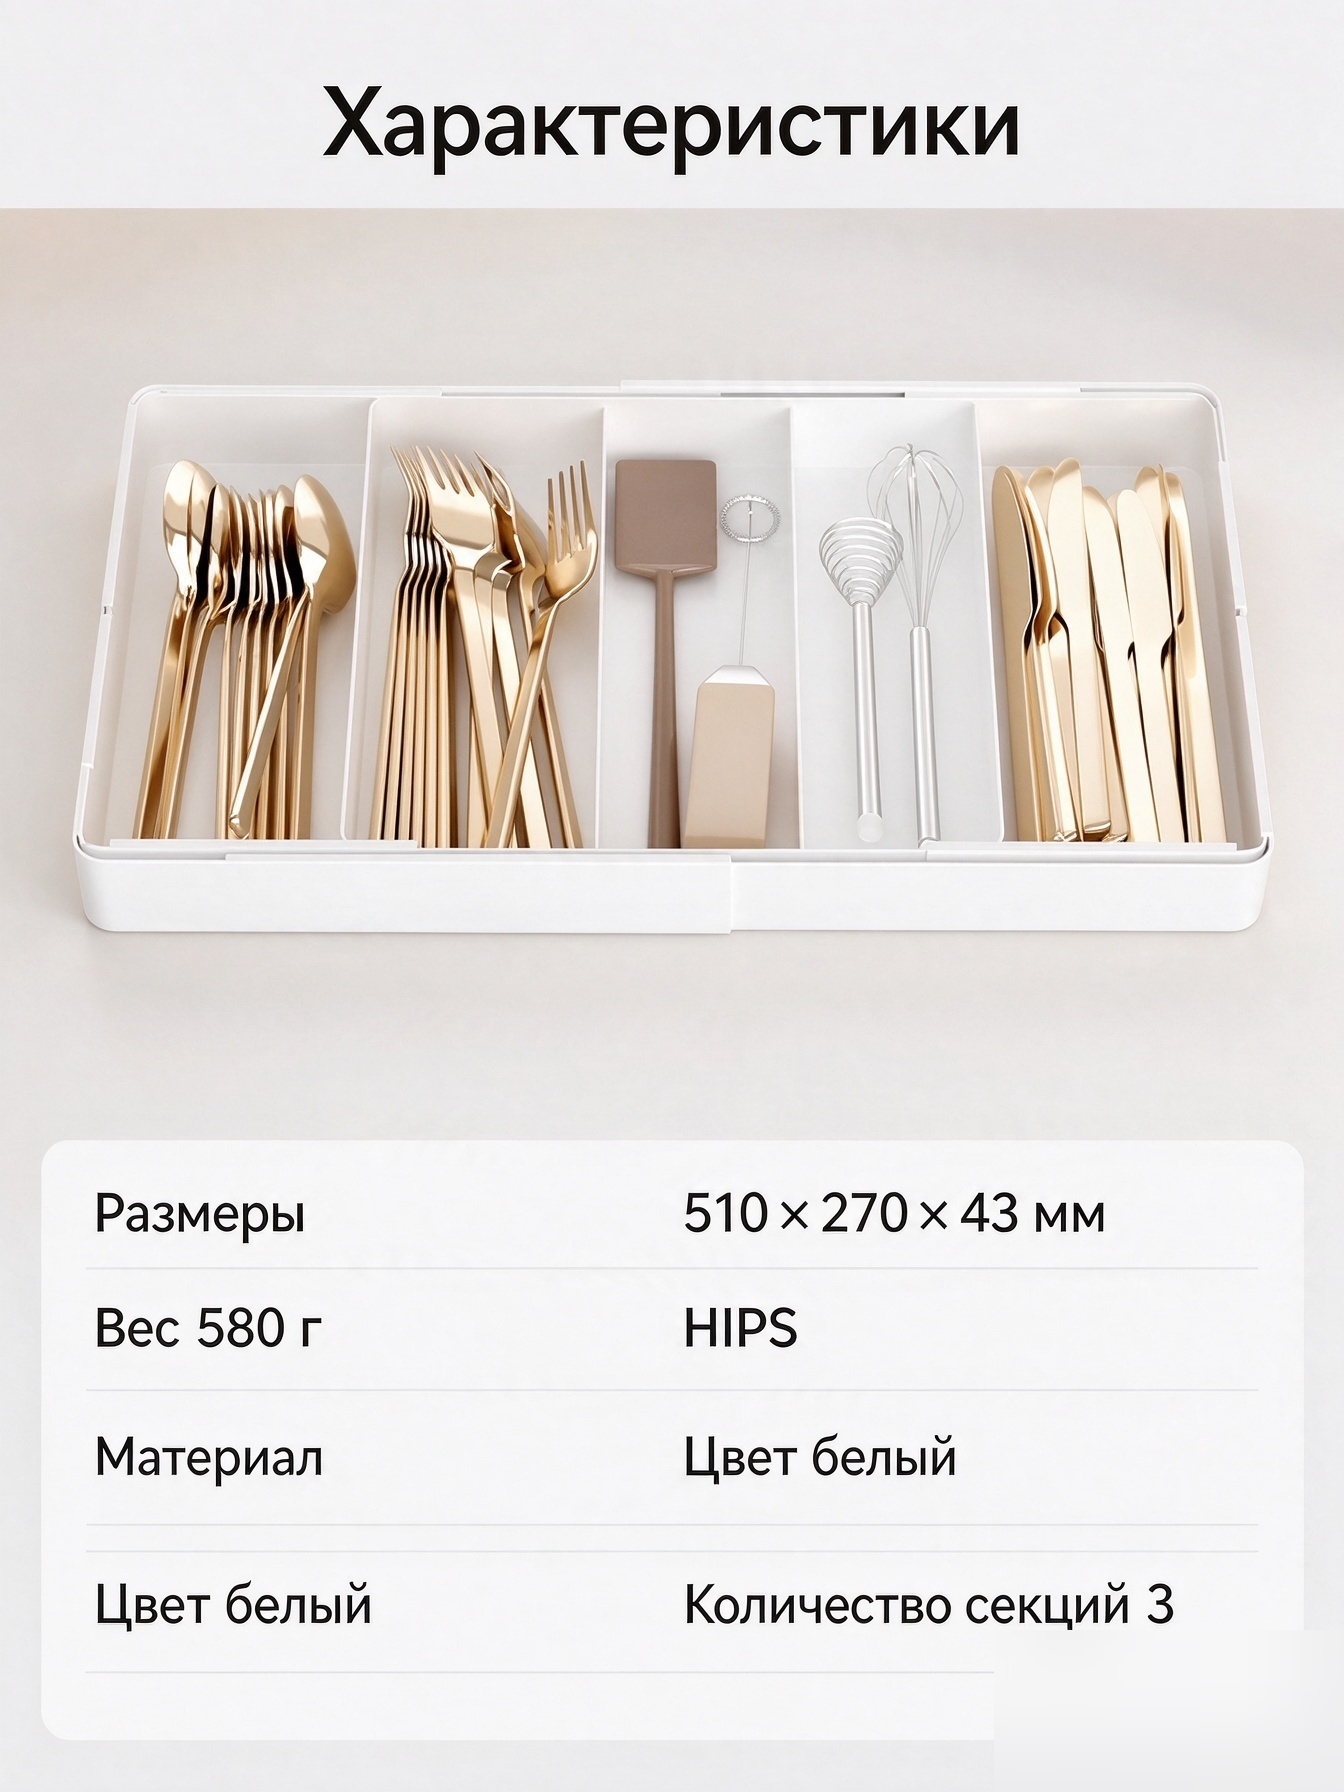 Характеристики
Размеры 510 × 270 × 43 мм
Вес 580 г HIPS
Материал Цвет белый
Цвет белый Количество секций 3